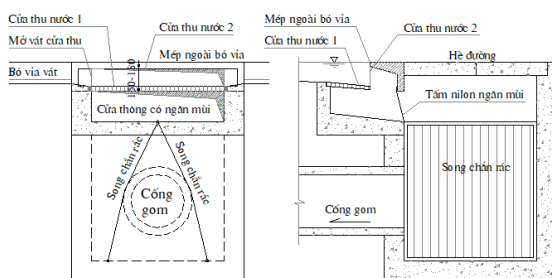 Cửa thu nước 1
Cửa thu nước 2
Mở vát cửa thu
Mép ngoài bó vỉa
Bó vỉa vát
150-160
Cửa thông có ngăn mùi
Song chắn rác
Song chắn rác
Cống
gom
Mép ngoài bó vỉa
Cửa thu nước 2
Cửa thu nước 1
Hè đường
Tấm nilon ngăn mùi
Song chắn rác
Cống gom